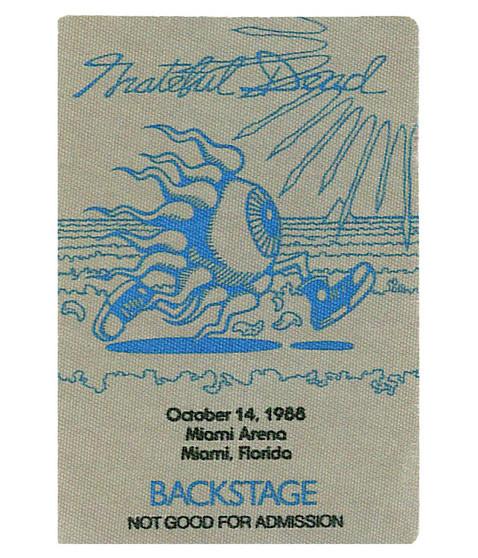 Grateful Dead
October 14, 1988
Miami Arena
Miami, Florida
BACKSTAGE
NOT GOOD FOR ADMISSION